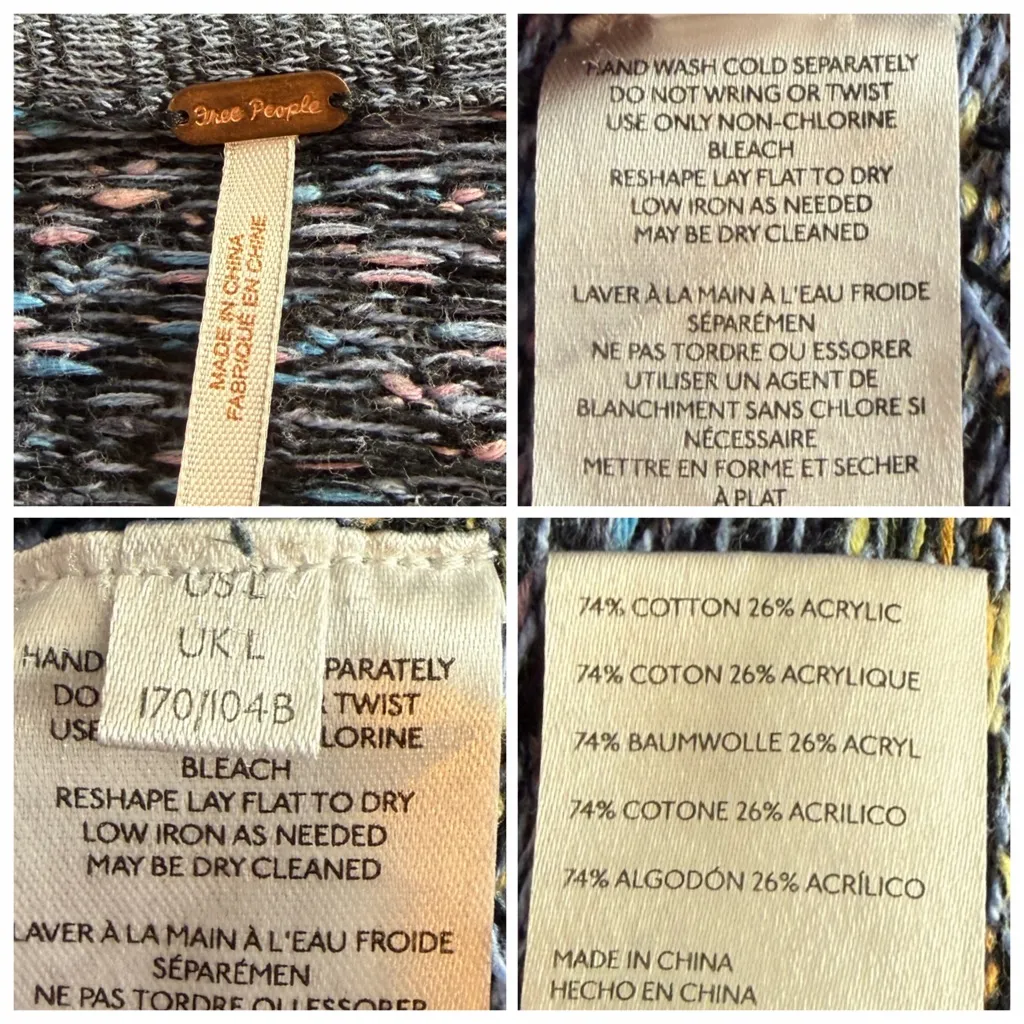 Free People
MADE IN CHINA
FABRIQUÉ EN CHINE
HAND WASH COLD SEPARATELY
DO NOT WRING OR TWIST
USE ONLY NON-CHLORINE
BLEACH
RESHAPE LAY FLAT TO DRY
LOW IRON AS NEEDED
MAY BE DRY CLEANED
LAVER À LA MAIN À L'EAU FROIDE
SÉPARÉMEN
NE PAS TORDRE OU ESSORER
UTILISER UN AGENT DE
BLANCHIMENT SANS CHLORE SI
NÉCESSAIRE
METTRE EN FORME ET SECHER
À PLAT
US L
UK L
170/104B
HAND PARATELY
DO TWIST
USE LORINE
BLEACH
RESHAPE LAY FLAT TO DRY
LOW IRON AS NEEDED
MAY BE DRY CLEANED
LAVER À LA MAIN À L'EAU FROIDE
SÉPARÉMEN
NE PAS TORDRE OU ESSORER
74% COTTON 26% ACRYLIC
74% COTON 26% ACRYLIQUE
74% BAUMWOLLE 26% ACRYL
74% COTONE 26% ACRILICO
74% ALGODÓN 26% ACRÍLICO
MADE IN CHINA
HECHO EN CHINA